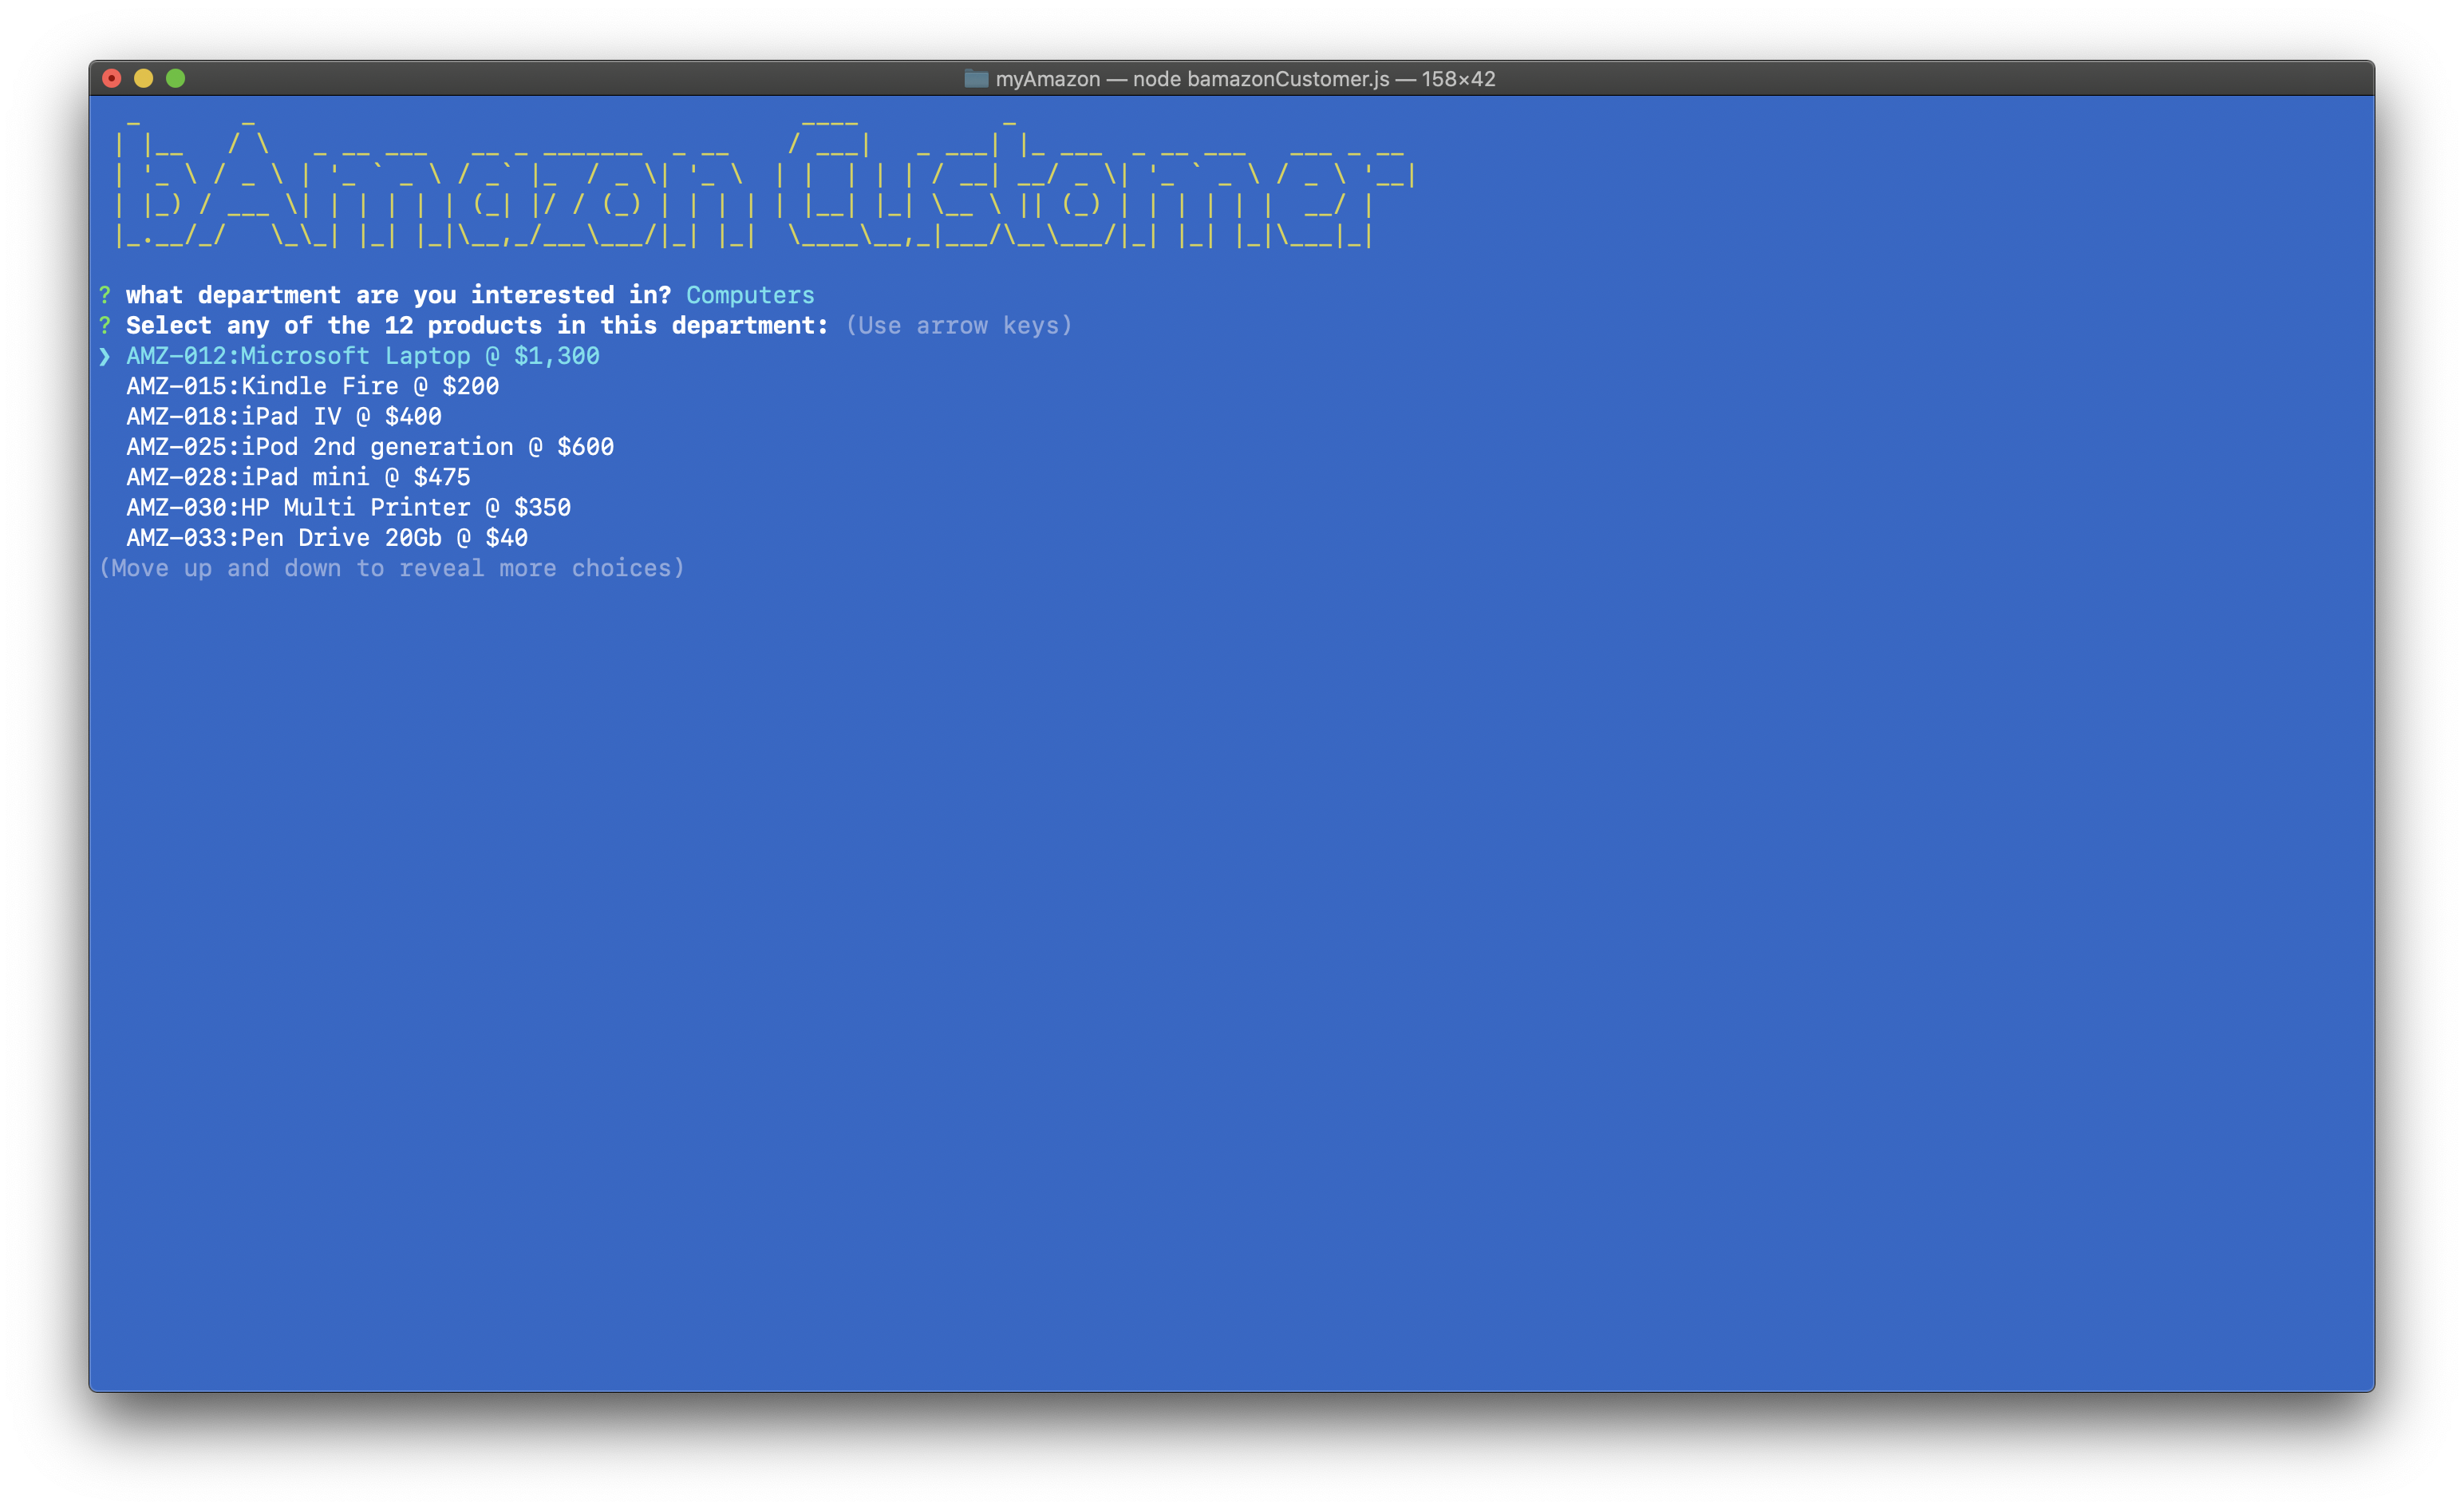 myAmazon — node bamazonCustomer.js — 158×42
bAmazon Customer
? what department are you interested in? Computers
? Select any of the 12 products in this department: (Use arrow keys)
❯ AMZ-012:Microsoft Laptop @ $1,300
AMZ-015:Kindle Fire @ $200
AMZ-018:iPad IV @ $400
AMZ-025:iPod 2nd generation @ $600
AMZ-028:iPad mini @ $475
AMZ-030:HP Multi Printer @ $350
AMZ-033:Pen Drive 20Gb @ $40
(Move up and down to reveal more choices)